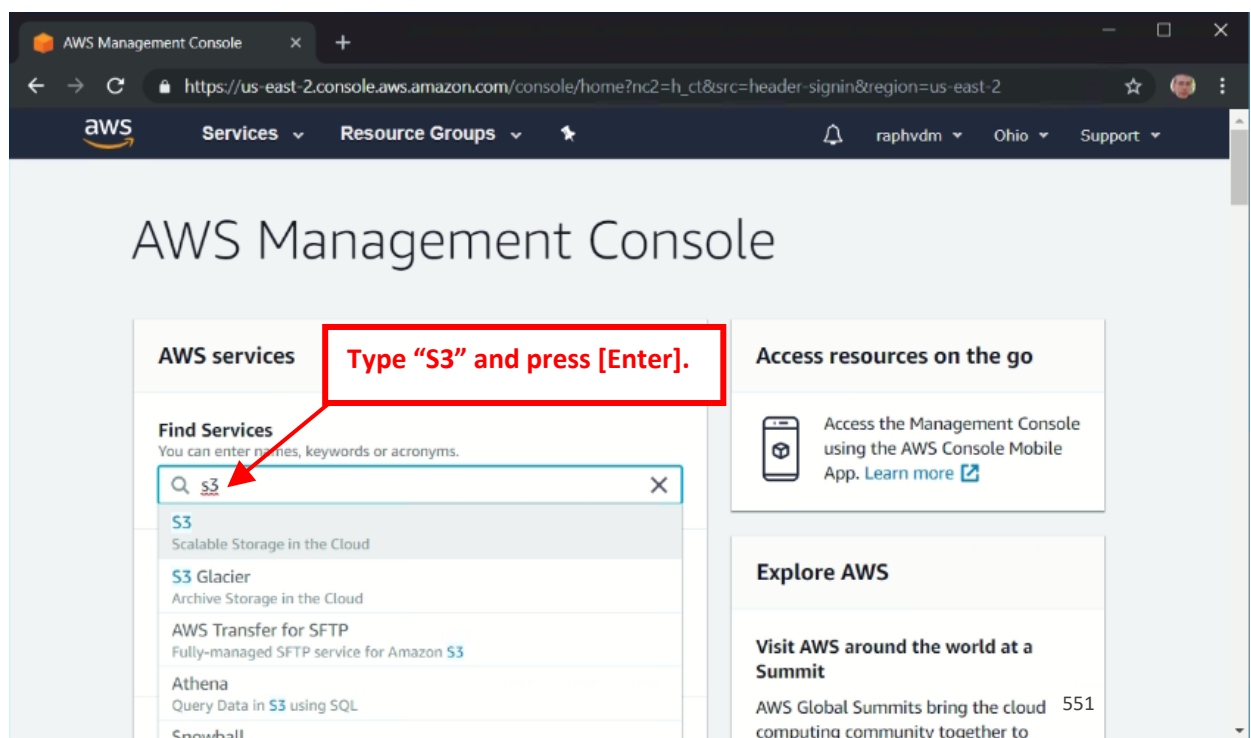 AWS Management Console
https://us-east-2.console.aws.amazon.com/console/home?nc2=h_ct&src=header-signin&region=us-east-2
aws Services Resource Groups raphvdm Ohio Support
AWS Management Console
AWS services
Type “S3” and press [Enter].
Find Services
You can enter names, keywords or acronyms.
s3
S3
Scalable Storage in the Cloud
S3 Glacier
Archive Storage in the Cloud
AWS Transfer for SFTP
Fully-managed SFTP service for Amazon S3
Athena
Query Data in S3 using SQL
Snowball
Access resources on the go
Access the Management Console
using the AWS Console Mobile
App. Learn more
Explore AWS
Visit AWS around the world at a
Summit
AWS Global Summits bring the cloud
computing community together to
551